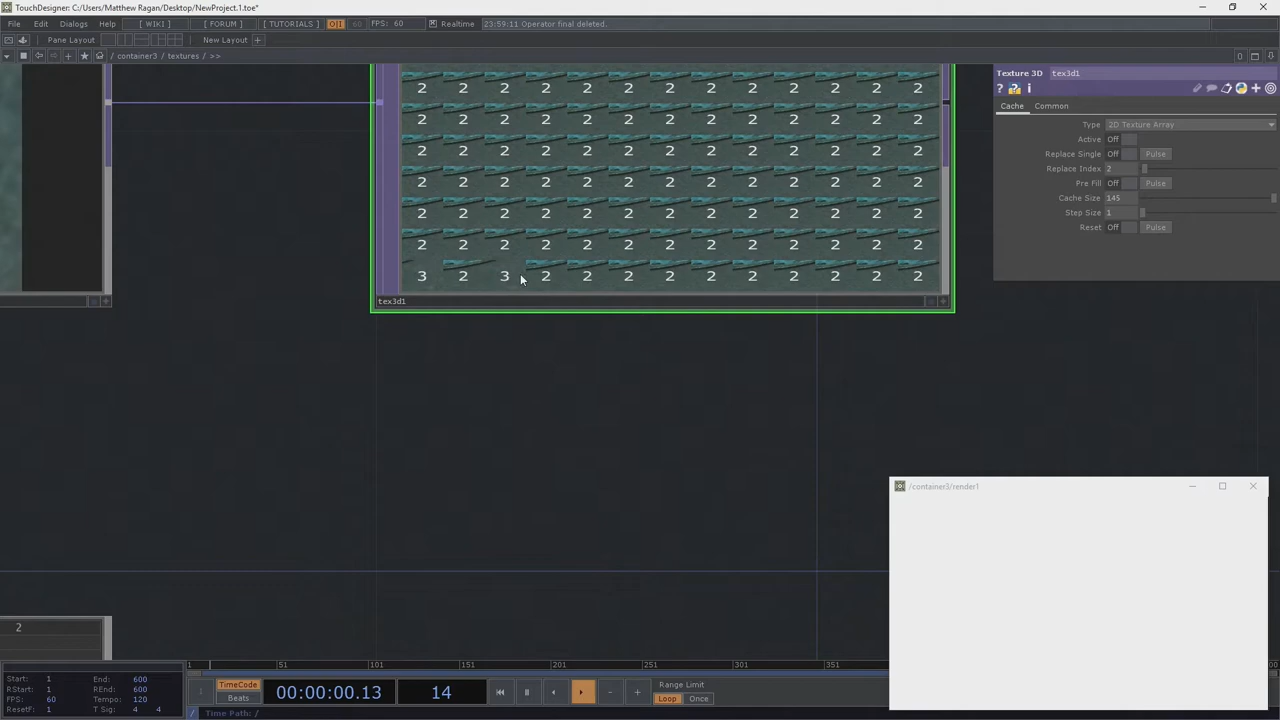 TouchDesigner: C:/Users/Matthew Ragan/Desktop/NewProject.1.toe*
File Edit Dialogs Help [ WIKI ] [ FORUM ] [ TUTORIALS ] O|I 60 FPS: 60 Realtime 23:59:11 Operator final deleted.
Pane Layout New Layout +
/ container3 / textures / >> 0
Texture 3D tex3d1
? i
Cache Common
Type 2D Texture Array
Active Off
Replace Single Off Pulse
Replace Index 2
Pre Fill Off Pulse
Cache Size 145
Step Size 1
Reset Off Pulse
2 2 2 2 2 2 2 2 2 2 2 2 2
2 2 2 2 2 2 2 2 2 2 2 2 2
2 2 2 2 2 2 2 2 2 2 2 2 2
2 2 2 2 2 2 2 2 2 2 2 2 2
2 2 2 2 2 2 2 2 2 2 2 2 2
2 2 2 2 2 2 2 2 2 2 2 2 2
3 2 3 2 2 2 2 2 2 2 2 2 2
tex3d1
/container3/render1
2
1 51 101 151 201 251 301 351 00
Start: 1 End: 600
RStart: 1 REnd: 600
FPS: 60 Tempo: 120
ResetF: 1 T Sig: 4 4
TimeCode
Beats
00:00:00.13
14
Range Limit
Loop Once
/ Time Path: /